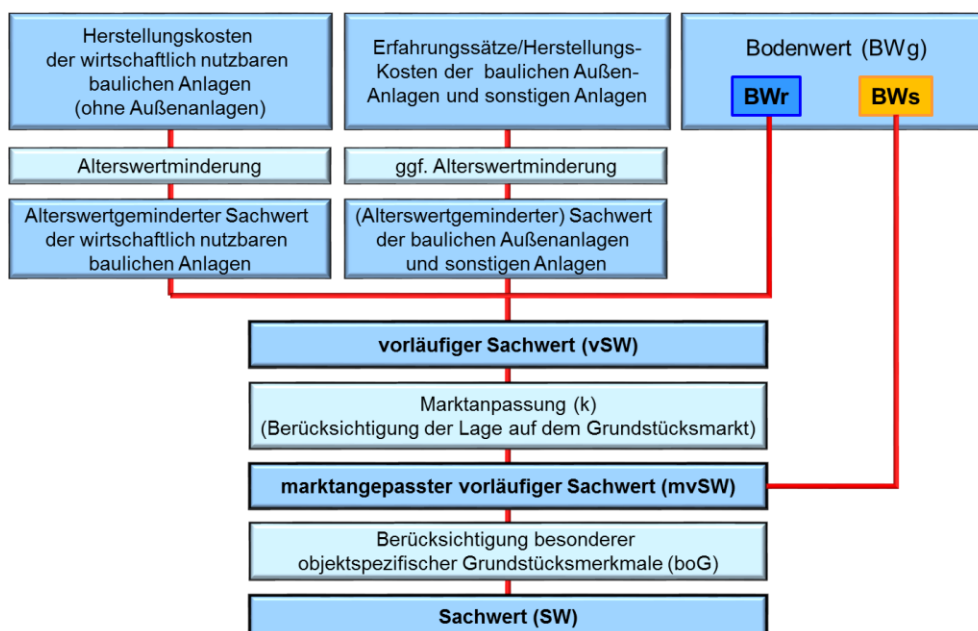 Herstellungskosten
der wirtschaftlich nutzbaren
baulichen Anlagen
(ohne Außenanlagen)
Erfahrungssätze/Herstellungs-
Kosten der baulichen Außen-
Anlagen und sonstigen Anlagen
Bodenwert (BWg)
BWr
BWs
Alterswertminderung
ggf. Alterswertminderung
Alterswertgeminderter Sachwert
der wirtschaftlich nutzbaren
baulichen Anlagen
(Alterswertgeminderter) Sachwert
der baulichen Außenanlagen
und sonstigen Anlagen
vorläufiger Sachwert (vSW)
Marktanpassung (k)
(Berücksichtigung der Lage auf dem Grundstücksmarkt)
marktangepasster vorläufiger Sachwert (mvSW)
Berücksichtigung besonderer
objektspezifischer Grundstücksmerkmale (boG)
Sachwert (SW)